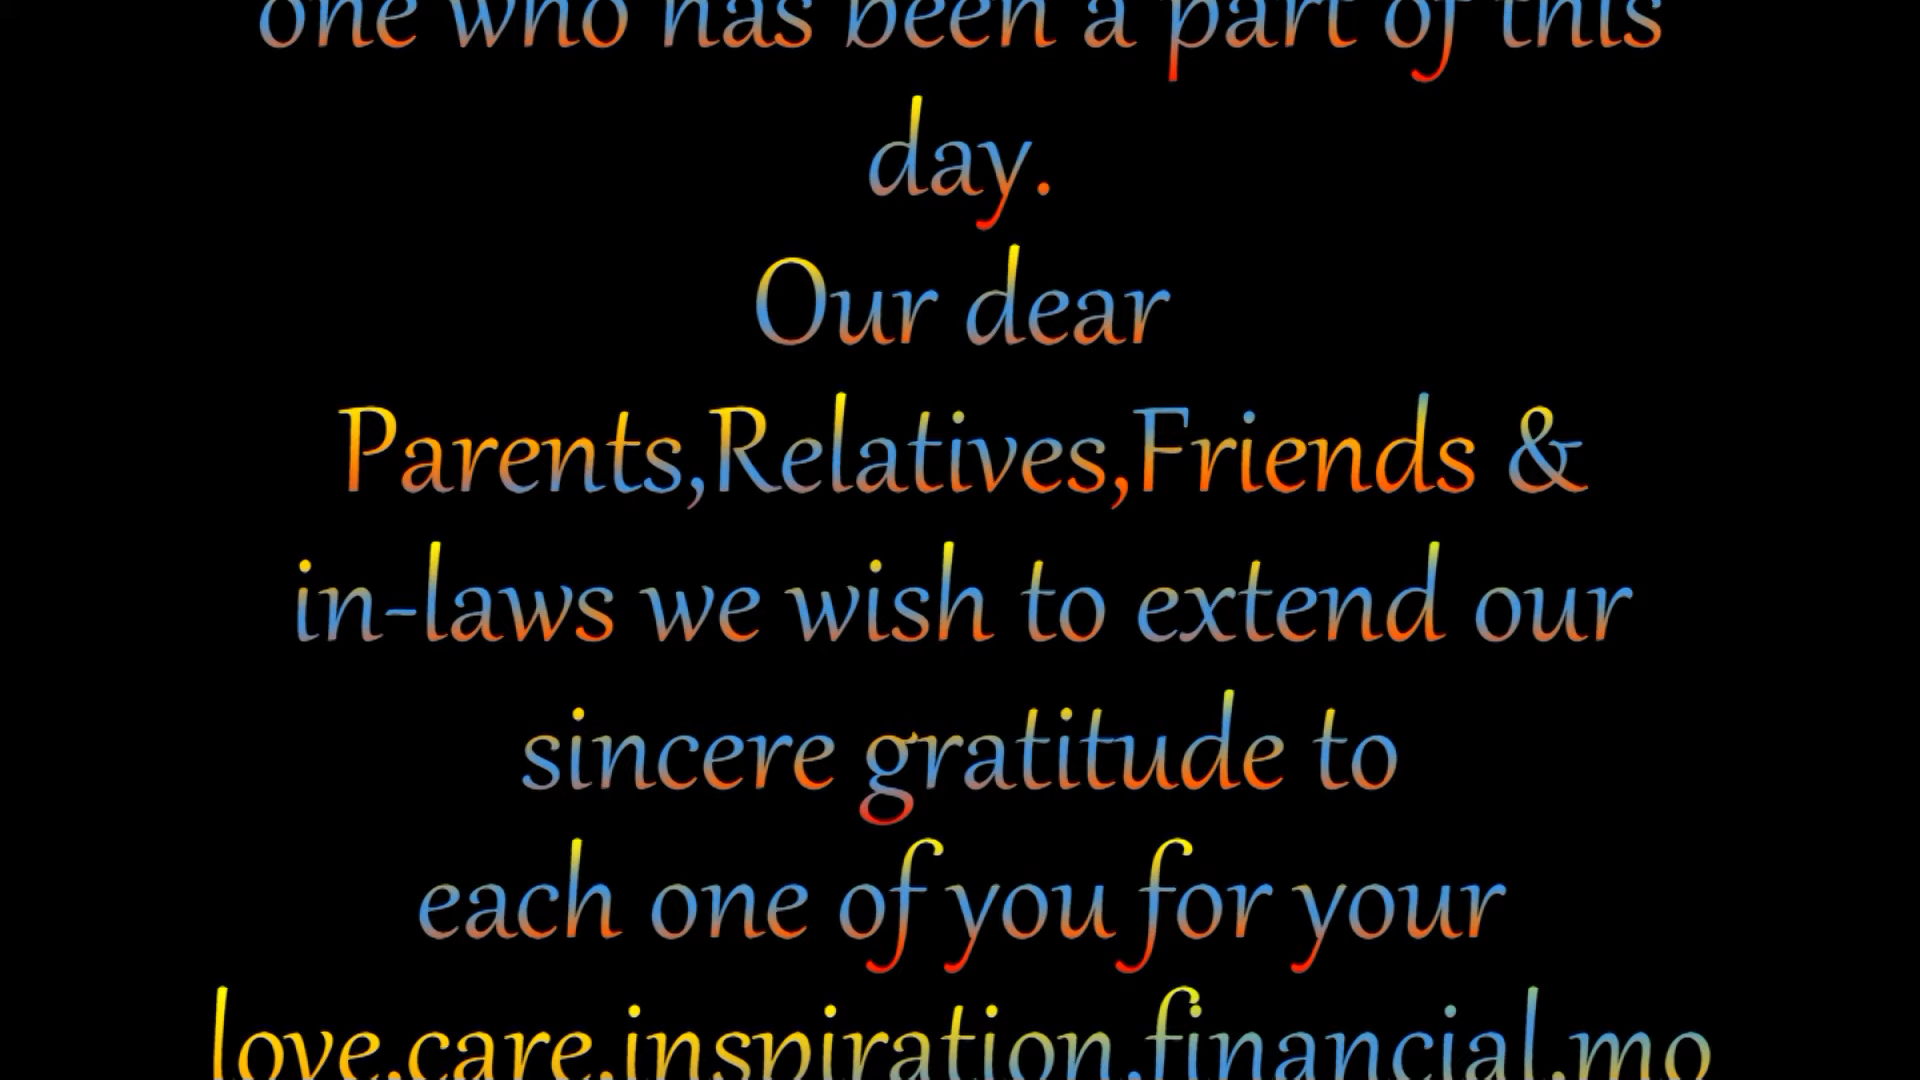 one who has been a part of this
day.
Our dear
Parents,Relatives,Friends &
in-laws we wish to extend our
sincere gratitude to
each one of you for your
love,care,inspiration,financial,mo